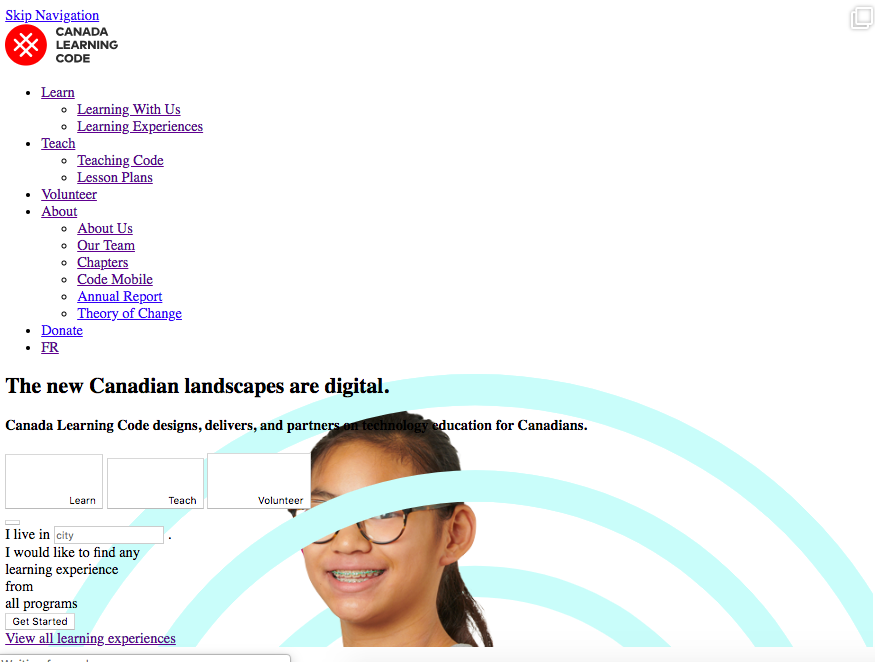 Skip Navigation
CANADA
LEARNING
CODE
Learn
Learning With Us
Learning Experiences
Teach
Teaching Code
Lesson Plans
Volunteer
About
About Us
Our Team
Chapters
Code Mobile
Annual Report
Theory of Change
Donate
FR
The new Canadian landscapes are digital.
Canada Learning Code designs, delivers, and partners on technology education for Canadians.
Learn Teach Volunteer
I live in city .
I would like to find any
learning experience
from
all programs
Get Started
View all learning experiences